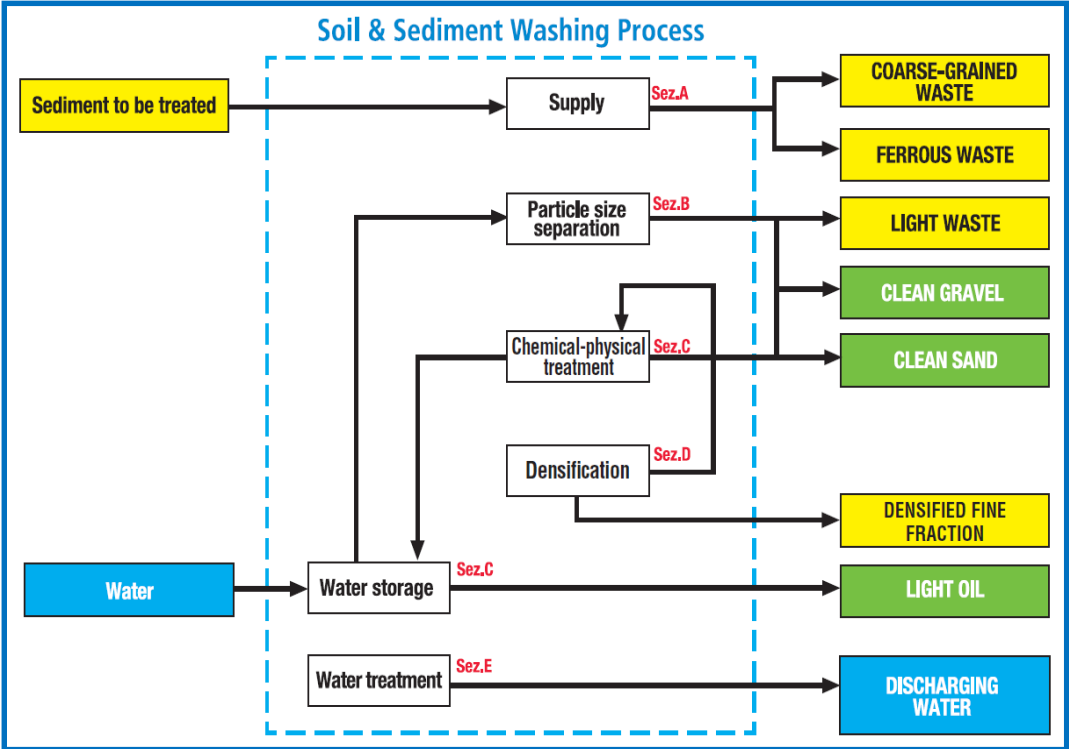 Soil & Sediment Washing Process
Sediment to be treated
Supply
Sez.A
COARSE-GRAINED
WASTE
FERROUS WASTE
Particle size
separation
Sez.B
LIGHT WASTE
CLEAN GRAVEL
Chemical-physical
treatment
Sez.C
CLEAN SAND
Densification
Sez.D
DENSIFIED FINE
FRACTION
Water
Water storage
Sez.C
LIGHT OIL
Water treatment
Sez.E
DISCHARGING
WATER